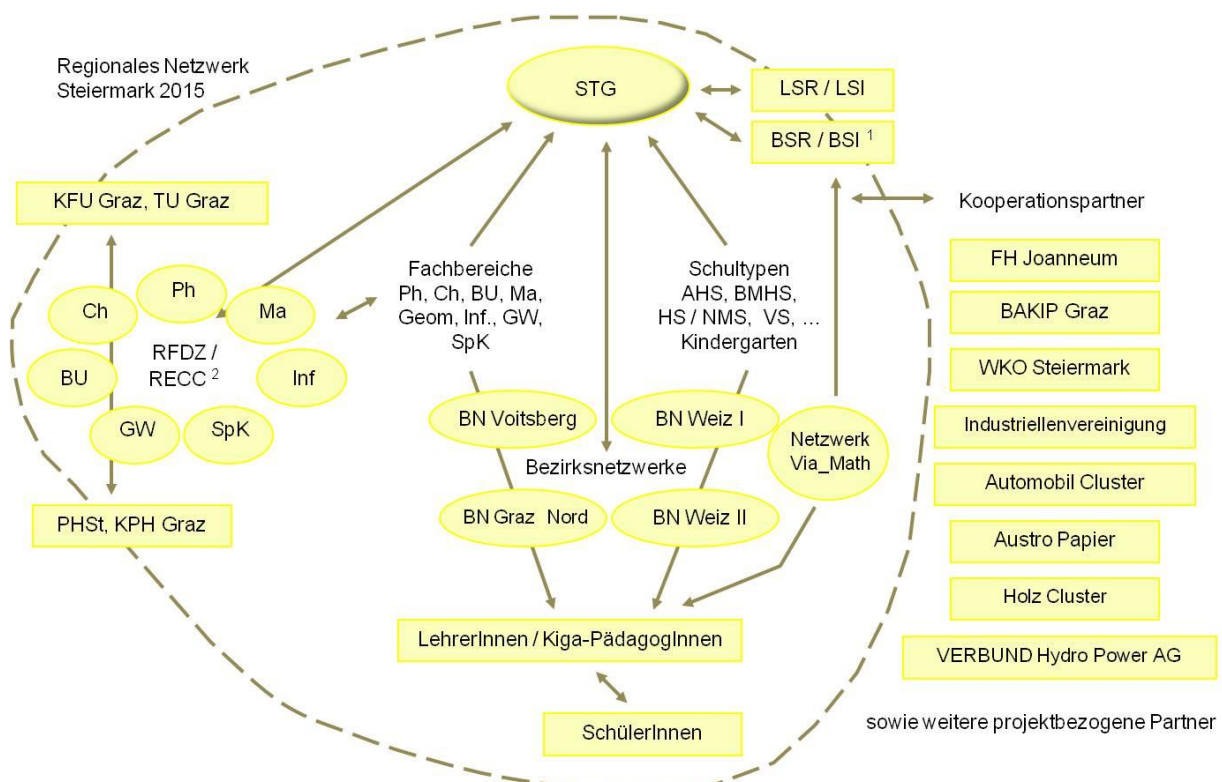 Regionales Netzwerk
Steiermark 2015
STG
LSR / LSI
BSR / BSI ¹
KFU Graz, TU Graz
Kooperationspartner
Fachbereiche
Ph, Ch, BU, Ma,
Geom, Inf., GW,
SpK
Schultypen
AHS, BMHS,
HS / NMS, VS, ...
Kindergarten
FH Joanneum
BAKIP Graz
WKO Steiermark
Industriellenvereinigung
Automobil Cluster
Austro Papier
Holz Cluster
VERBUND Hydro Power AG
sowie weitere projektbezogene Partner
Ph
Ch
Ma
RFDZ /
RECC ²
BU
Inf
GW
SpK
PHSt, KPH Graz
BN Voitsberg
BN Weiz I
Netzwerk
Via_Math
Bezirksnetzwerke
BN Graz Nord
BN Weiz II
LehrerInnen / Kiga-PädagogInnen
SchülerInnen